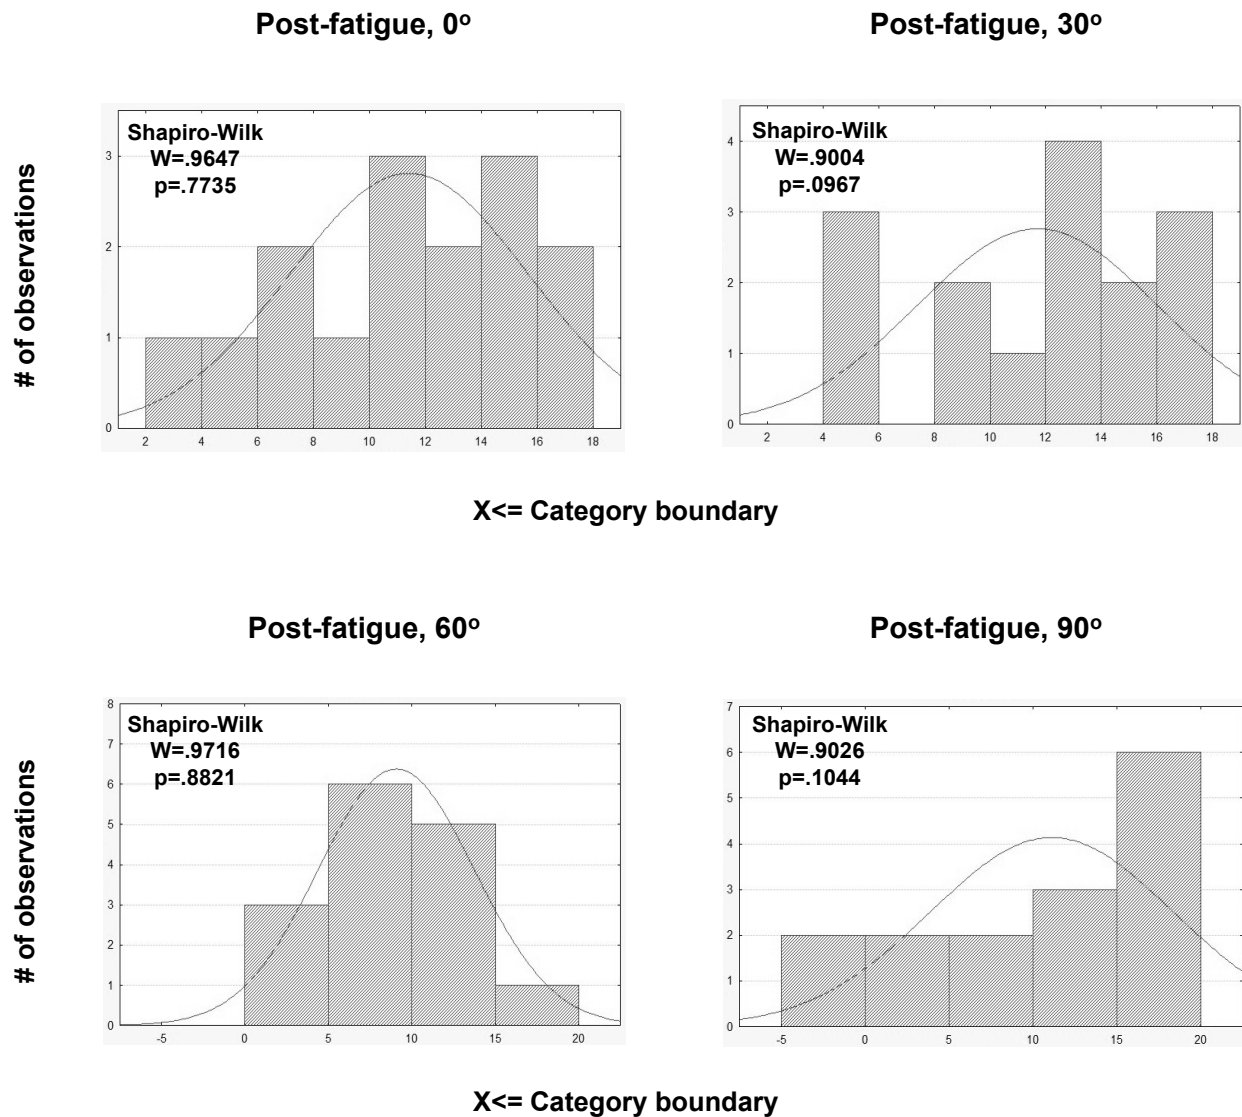 Post-fatigue, 0º
Post-fatigue, 30º
# of observations
Shapiro-Wilk
W=.9647
p=.7735
3
2
1
0
2 4 6 8 10 12 14 16 18
Shapiro-Wilk
W=.9004
p=.0967
4
3
2
1
0
2 4 6 8 10 12 14 16 18
X<= Category boundary
Post-fatigue, 60º
Post-fatigue, 90º
# of observations
Shapiro-Wilk
W=.9716
p=.8821
8
7
6
5
4
3
2
1
0
-5 0 5 10 15 20
Shapiro-Wilk
W=.9026
p=.1044
7
6
5
4
3
2
1
0
-5 0 5 10 15 20
X<= Category boundary